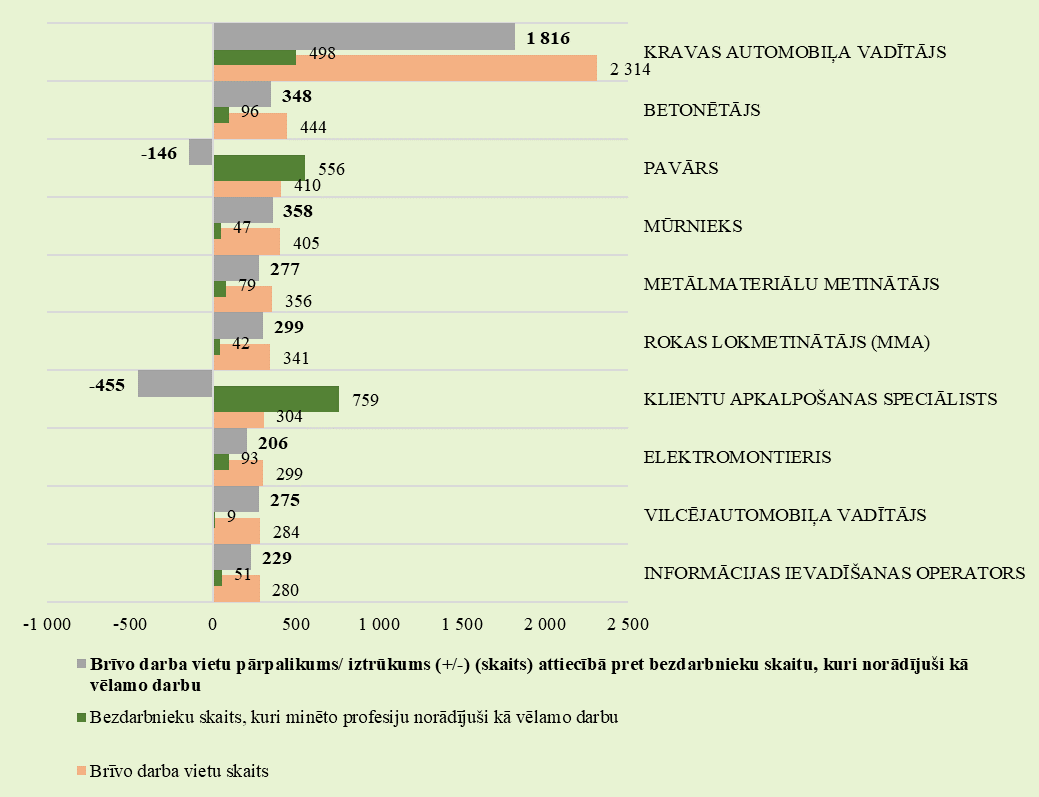 1 816
498
2 314
KRAVAS AUTOMOBIĻA VADĪTĀJS
348
96
444
BETONĒTĀJS
-146
556
410
PAVĀRS
358
47
405
MŪRNIEKS
277
79
356
METĀLMATERIĀLU METINĀTĀJS
299
42
341
ROKAS LOKMETINĀTĀJS (MMA)
-455
759
304
KLIENTU APKALPOŠANAS SPECIĀLISTS
206
93
299
ELEKTROMONTIERIS
275
9
284
VILCĒJAUTOMOBIĻA VADĪTĀJS
229
51
280
INFORMĀCIJAS IEVADĪŠANAS OPERATORS
-1 000 -500 0 500 1 000 1 500 2 000 2 500
Brīvo darba vietu pārpalikums/ iztrūkums (+/-) (skaits) attiecībā pret bezdarbnieku skaitu, kuri norādījuši kā
vēlamo darbu
Bezdarbnieku skaits, kuri minēto profesiju norādījuši kā vēlamo darbu
Brīvo darba vietu skaits